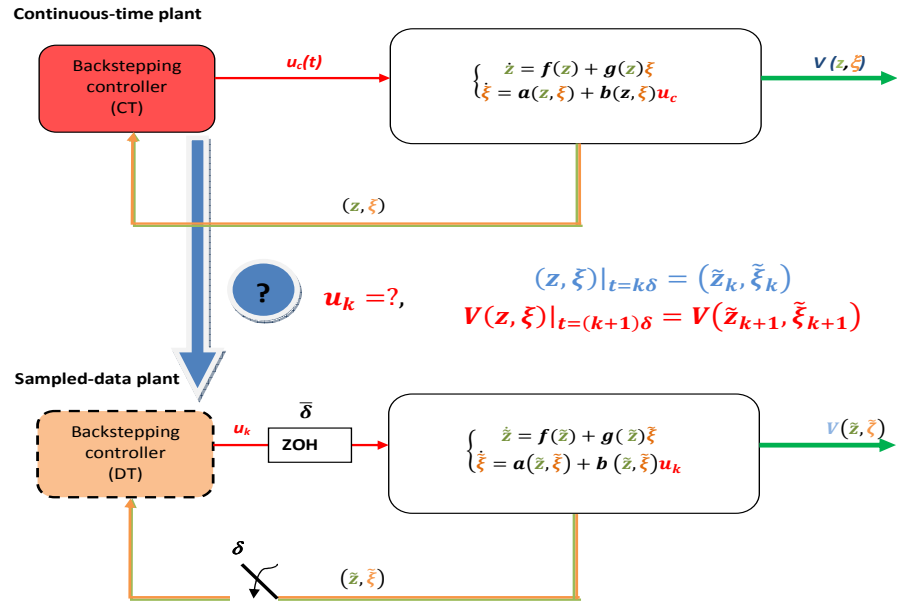 Continuous-time plant
Backstepping controller (CT)
u_c(t)
ż = f(z) + g(z)ξ
ξ̇ = a(z, ξ) + b(z, ξ)u_c
V (z, ξ)
(z, ξ)
?
u_k =?,
(z, ξ)|_{t=kδ} = (z̃_k, ξ̃_k)
V(z, ξ)|_{t=(k+1)δ} = V(z̃_{k+1}, ξ̃_{k+1})
Sampled-data plant
Backstepping controller (DT)
u_k
δ̅
ZOH
z̃̇ = f(z̃) + g( z̃)ξ̃
ξ̃̇ = a(z̃, ξ̃) + b (z̃, ξ̃)u_k
V(z̃, ξ̃)
δ
(z̃, ξ̃)